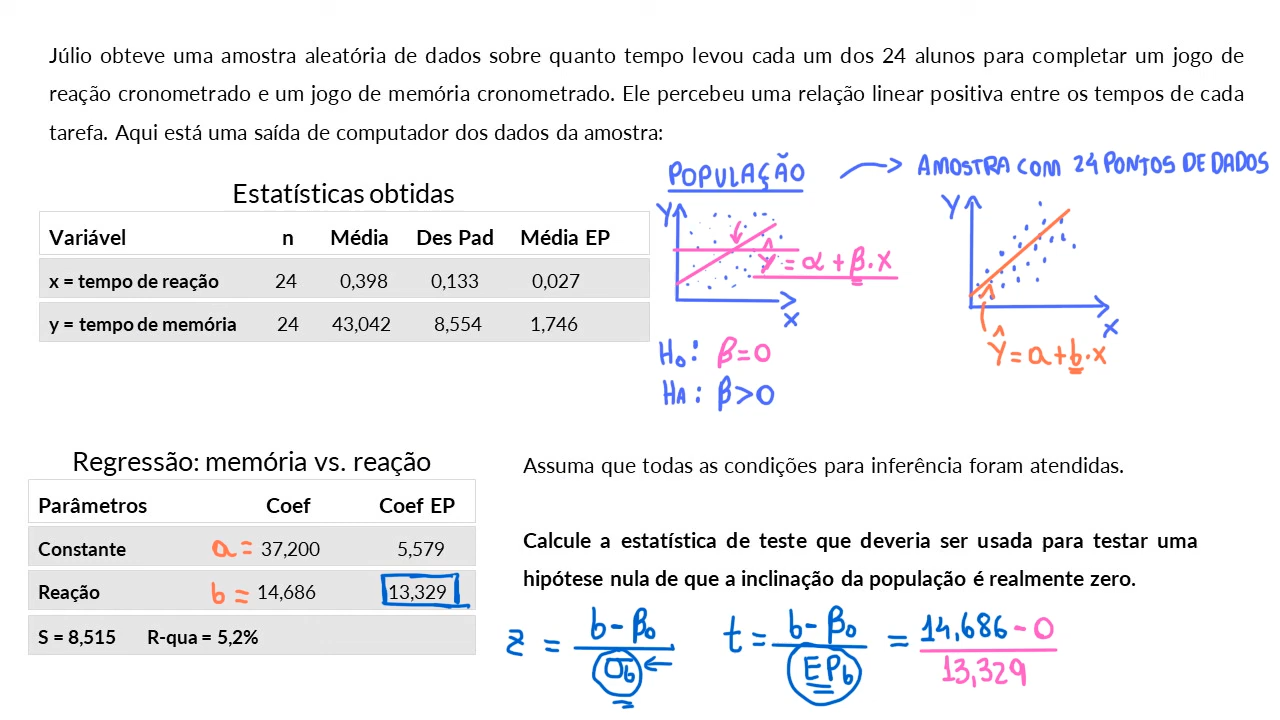 Júlio obteve uma amostra aleatória de dados sobre quanto tempo levou cada um dos 24 alunos para completar um jogo de
reação cronometrado e um jogo de memória cronometrado. Ele percebeu uma relação linear positiva entre os tempos de cada
tarefa. Aqui está uma saída de computador dos dados da amostra:
POPULAÇÃO
AMOSTRA COM 24 PONTOS DE DADOS
Estatísticas obtidas
Variável n Média Des Pad Média EP
x = tempo de reação 24 0,398 0,133 0,027
y = tempo de memória 24 43,042 8,554 1,746
Y
ŷ = α + β · x
X
Y
X
Ŷ = a + b · x
H₀: β = 0
Hᴀ: β > 0
Regressão: memória vs. reação
Parâmetros Coef Coef EP
Constante a = 37,200 5,579
Reação b = 14,686 13,329
S = 8,515 R-qua = 5,2%
Assuma que todas as condições para inferência foram atendidas.
Calcule a estatística de teste que deveria ser usada para testar uma
hipótese nula de que a inclinação da população é realmente zero.
z = b - β₀ / σb ←
t = b - β₀ / EPb = 14,686 - 0 / 13,329